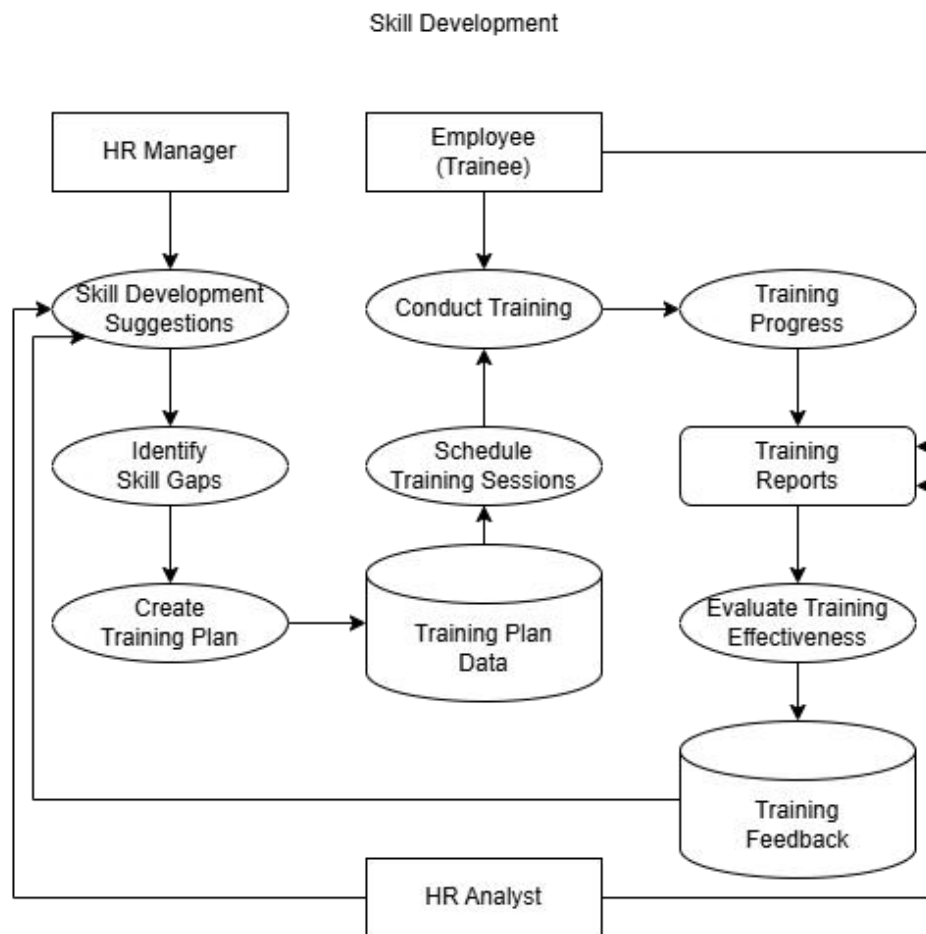 Skill Development
HR Manager
Employee
(Trainee)
Skill Development
Suggestions
Conduct Training
Training
Progress
Identify
Skill Gaps
Schedule
Training Sessions
Training
Reports
Create
Training Plan
Training Plan
Data
Evaluate Training
Effectiveness
Training
Feedback
HR Analyst